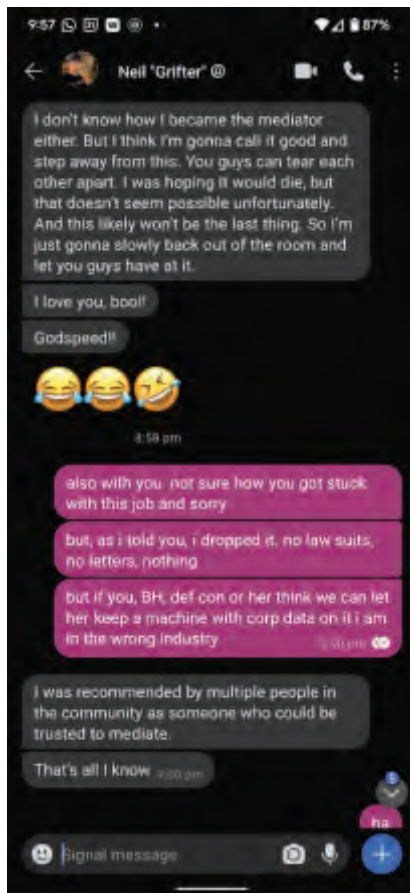 9:57
87%
Neil "Grifter"
I don't know how I became the mediator
either. But I think I'm gonna call it good and
step away from this. You guys can tear each
other apart. I was hoping it would die, but
that doesn't seem possible unfortunately.
And this likely won't be the last thing. So I'm
just gonna slowly back out of the room and
let you guys have at it.
I love you, boo!!
Godspeed!!
8:58 pm
also with you. not sure how you got stuck
with this job and sorry
but, as i told you, i dropped it. no law suits,
no letters, nothing
but if you, BH, def con or her think we can let
her keep a machine with corp data on it i am
in the wrong industry
I was recommended by multiple people in
the community as someone who could be
trusted to mediate.
That's all I know 9:00 pm
ha
Signal message